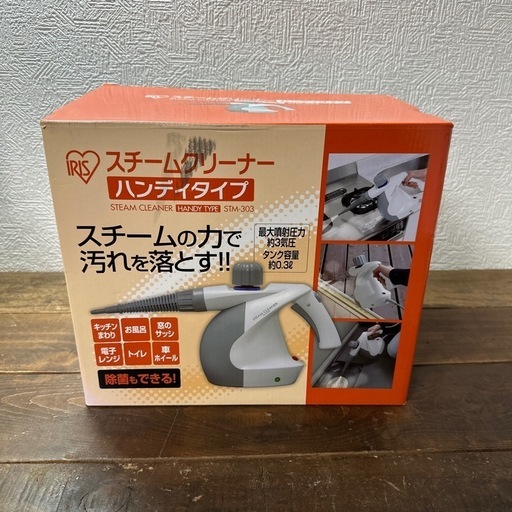 IRIS
スチームクリーナー
ハンディタイプ
STEAM CLEANER HANDY TYPE STM-303
スチームの力で
汚れを落とす!!
最大噴射圧力
約3気圧
タンク容量
約0.3ℓ
キッチン
まわり
お風呂
窓の
サッシ
電子
レンジ
トイレ
車
ホイール
除菌もできる!
STEAM CLEANER